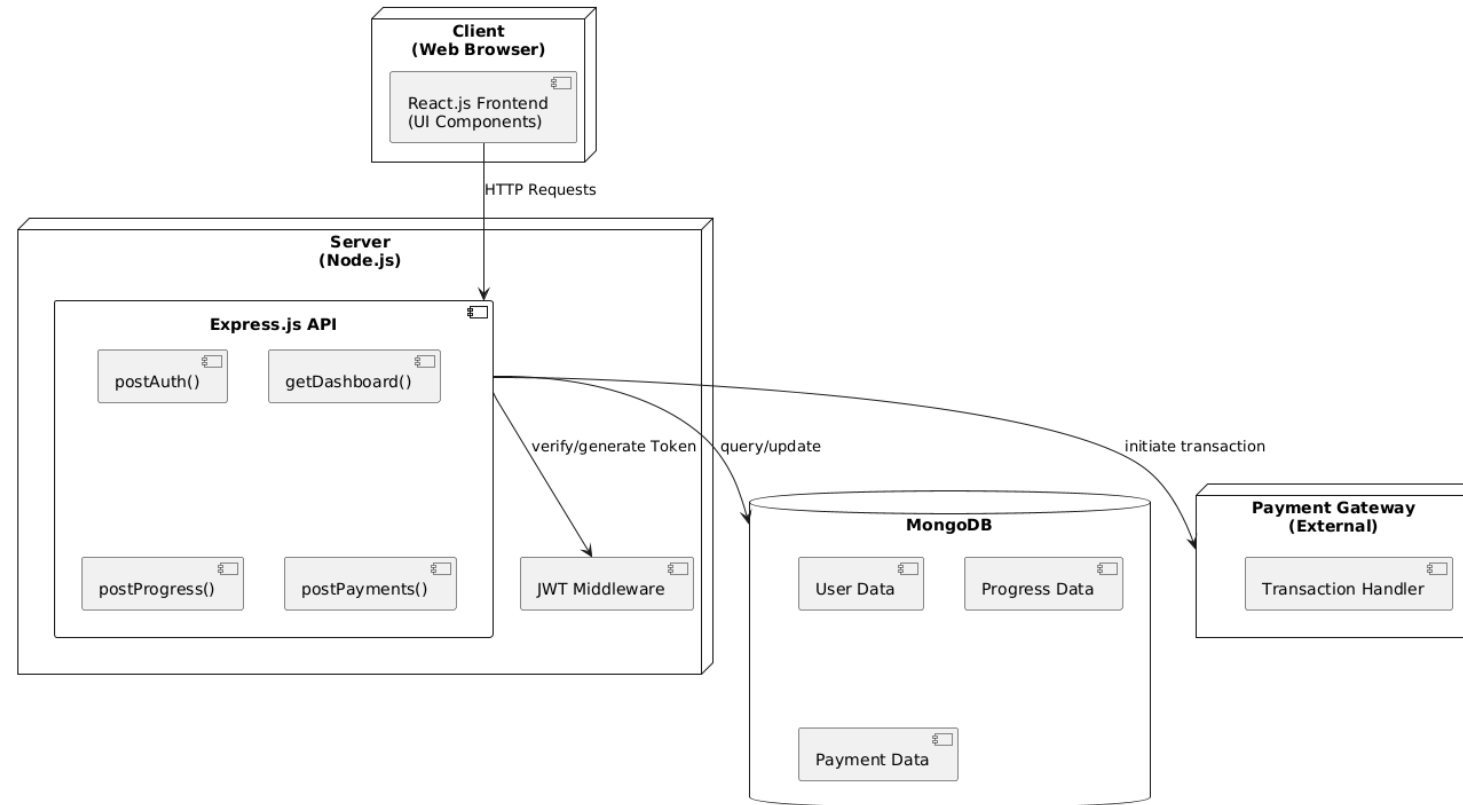 Client
(Web Browser)
React.js Frontend
(UI Components)
HTTP Requests
Server
(Node.js)
Express.js API
postAuth()
getDashboard()
verify/generate Token
query/update
initiate transaction
postProgress()
postPayments()
JWT Middleware
MongoDB
User Data
Progress Data
Payment Data
Payment Gateway
(External)
Transaction Handler